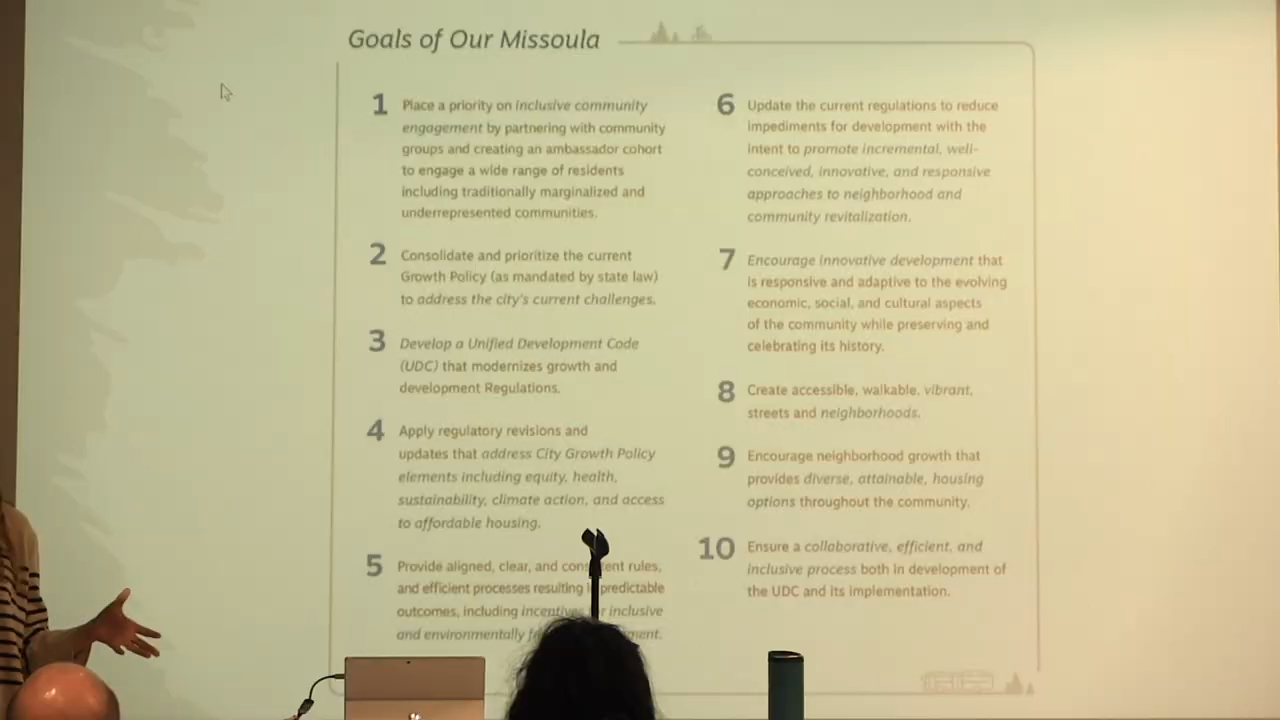 Goals of Our Missoula
1
Place a priority on inclusive community
engagement by partnering with community
groups and creating an ambassador cohort
to engage a wide range of residents
including traditionally marginalized and
underrepresented communities.
2
Consolidate and prioritize the current
Growth Policy (as mandated by state law)
to address the city's current challenges.
3
Develop a Unified Development Code
(UDC) that modernizes growth and
development Regulations.
4
Apply regulatory revisions and
updates that address City Growth Policy
elements including equity, health,
sustainability, climate action, and access
to affordable housing.
5
Provide aligned, clear, and rules,
and efficient processes resulting predictable
outcomes, including incentives inclusive
and environmentally
6
Update the current regulations to reduce
impediments for development with the
intent to promote incremental, well-
conceived, innovative, and responsive
approaches to neighborhood and
community revitalization.
7
Encourage innovative development that
is responsive and adaptive to the evolving
economic, social, and cultural aspects
of the community while preserving and
celebrating its history.
8
Create accessible, walkable, vibrant,
streets and neighborhoods.
9
Encourage neighborhood growth that
provides diverse, attainable, housing
options throughout the community.
10
Ensure a collaborative, efficient, and
inclusive process both in development of
the UDC and its implementation.